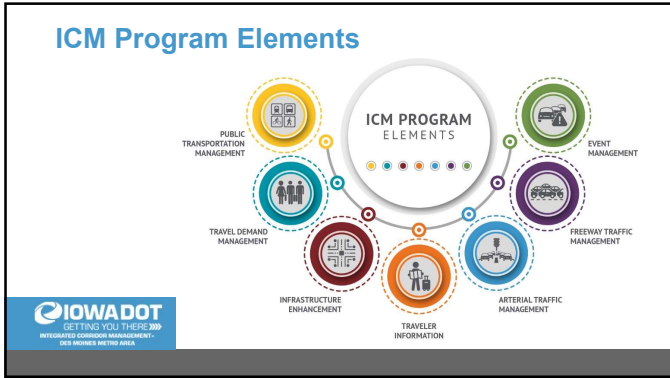 ICM Program Elements
ICM PROGRAM
ELEMENTS
PUBLIC
TRANSPORTATION
MANAGEMENT
TRAVEL DEMAND
MANAGEMENT
INFRASTRUCTURE
ENHANCEMENT
TRAVELER
INFORMATION
ARTERIAL TRAFFIC
MANAGEMENT
FREEWAY TRAFFIC
MANAGEMENT
EVENT
MANAGEMENT
IOWADOT
GETTING YOU THERE
INTEGRATED CORRIDOR MANAGEMENT-
DES MOINES METRO AREA